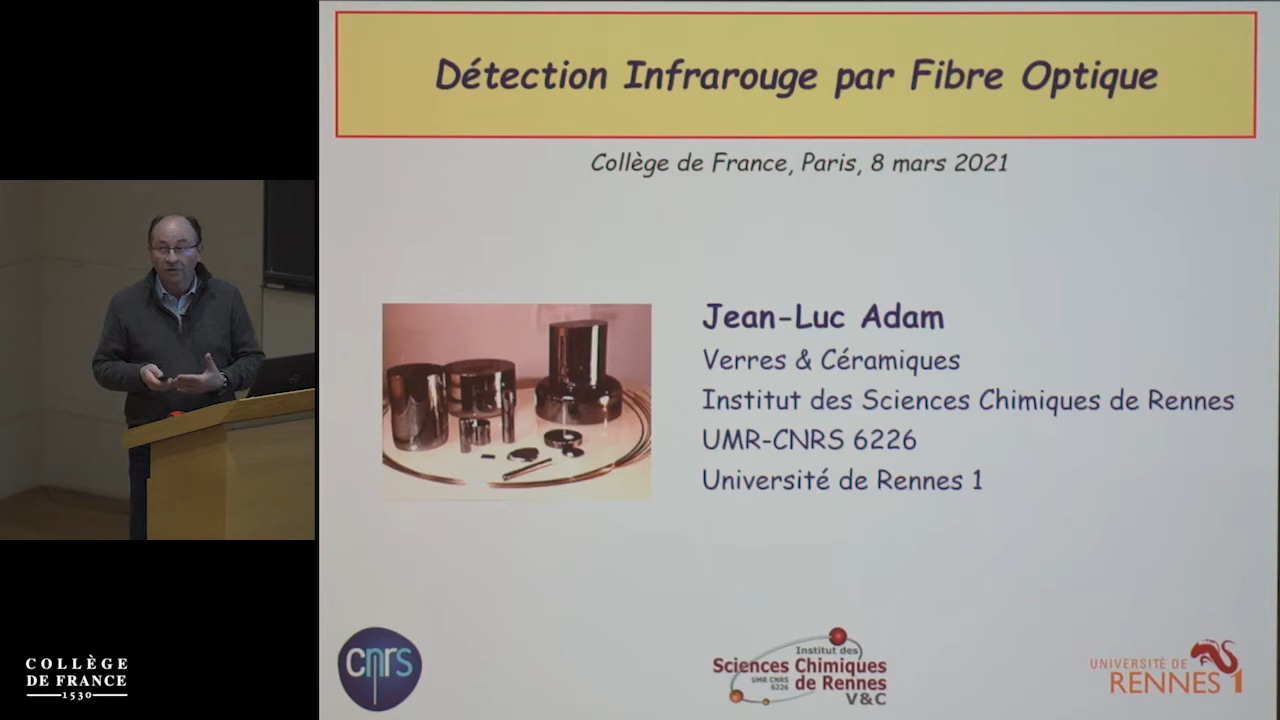 Détection Infrarouge par Fibre Optique
Collège de France, Paris, 8 mars 2021
Jean-Luc Adam
Verres & Céramiques
Institut des Sciences Chimiques de Rennes
UMR-CNRS 6226
Université de Rennes 1
COLLÈGE
DE FRANCE
1530
cnrs
Institut des
Sciences Chimiques
UMR CNRS
6226
de Rennes
V&C
UNIVERSITÉ DE
RENNES 1